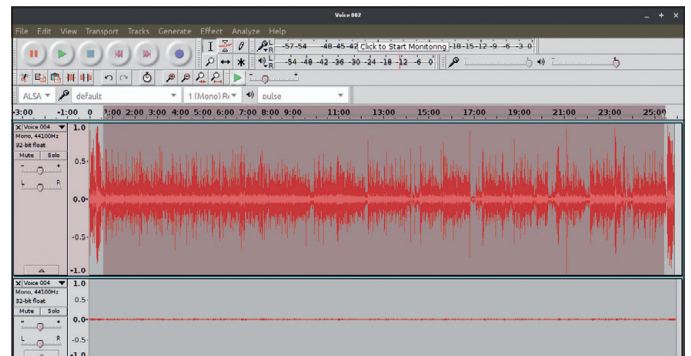 Voice 002
File Edit View Transport Tracks Generate Effect Analyze Help
-57 -54 -48 -45 -42 Click to Start Monitoring -18 -15 -12 -9 -6 -3 0
-54 -48 -42 -36 -30 -24 -18 -12 -6 0
ALSA default 1 (Mono) Re pulse
-3:00 -1:00 0 1:00 2:00 3:00 4:00 5:00 6:00 7:00 8:00 9:00 11:00 13:00 15:00 17:00 19:00 21:00 23:00 25:00
X Voice 004 1.0
Mono, 44100Hz
32-bit float
Mute Solo 0.5
- +
L R
0.0
-0.5
-1.0
X Voice 004 1.0
Mono, 44100Hz
32-bit float 0.5
Mute Solo
- + 0.0
L R -0.5
-1.0